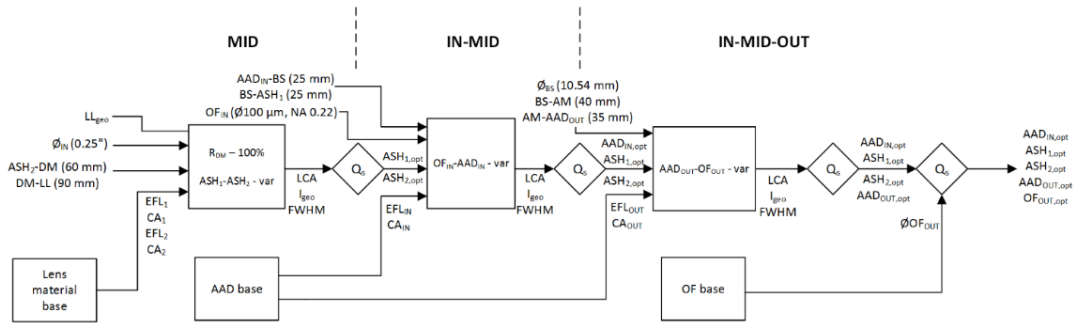 MID
IN-MID
IN-MID-OUT
LLgeo
ØIN (0.25")
ASH2-DM (60 mm)
DM-LL (90 mm)
EFL1
CA1
EFL2
CA2
Lens
material
base
RDM – 100%
ASH1-ASH2 - var
LCA
Igeo
FWHM
Qs
AADIN-BS (25 mm)
BS-ASH1 (25 mm)
OFIN (Ø100 µm, NA 0.22)
ASH1,opt
ASH2,opt
EFLIN
CAIN
AAD base
OFIN-AADIN - var
LCA
Igeo
FWHM
Qs
ØBS (10.54 mm)
BS-AM (40 mm)
AM-AADOUT (35 mm)
AADIN,opt
ASH1,opt
ASH2,opt
EFLOUT
CAOUT
AADOUT-OFOUT - var
LCA
Igeo
FWHM
Qs
AADIN,opt
ASH1,opt
ASH2,opt
AADOUT,opt
Qs
ØOFOUT
OF base
AADIN,opt
ASH1,opt
ASH2,opt
AADOUT,opt
OFOUT,opt